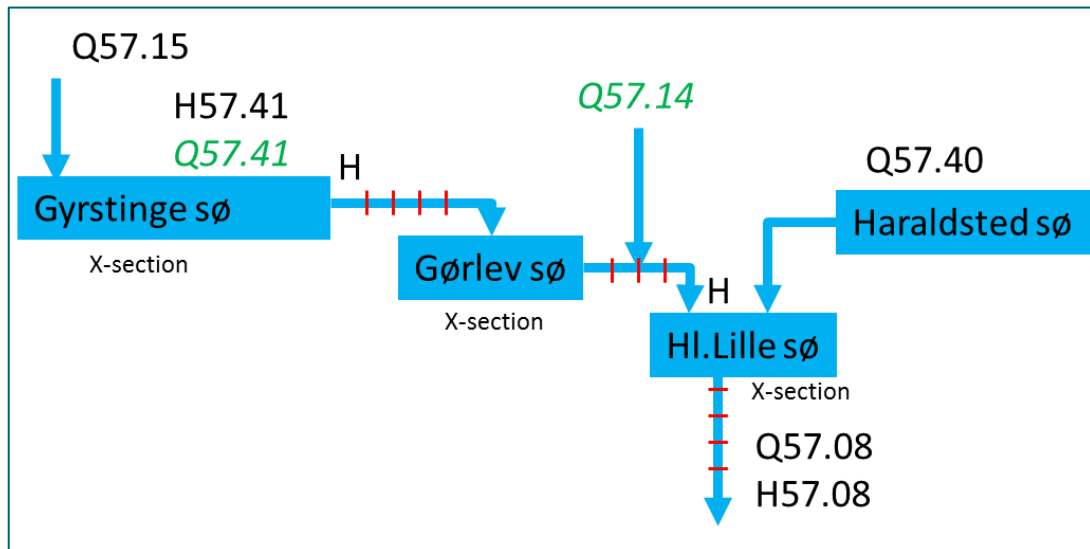 Q57.15
H57.41
Q57.41
H
Gyrstinge sø
X-section
Gørlev sø
X-section
Q57.14
H
Q57.40
Haraldsted sø
Hl.Lille sø
X-section
Q57.08
H57.08